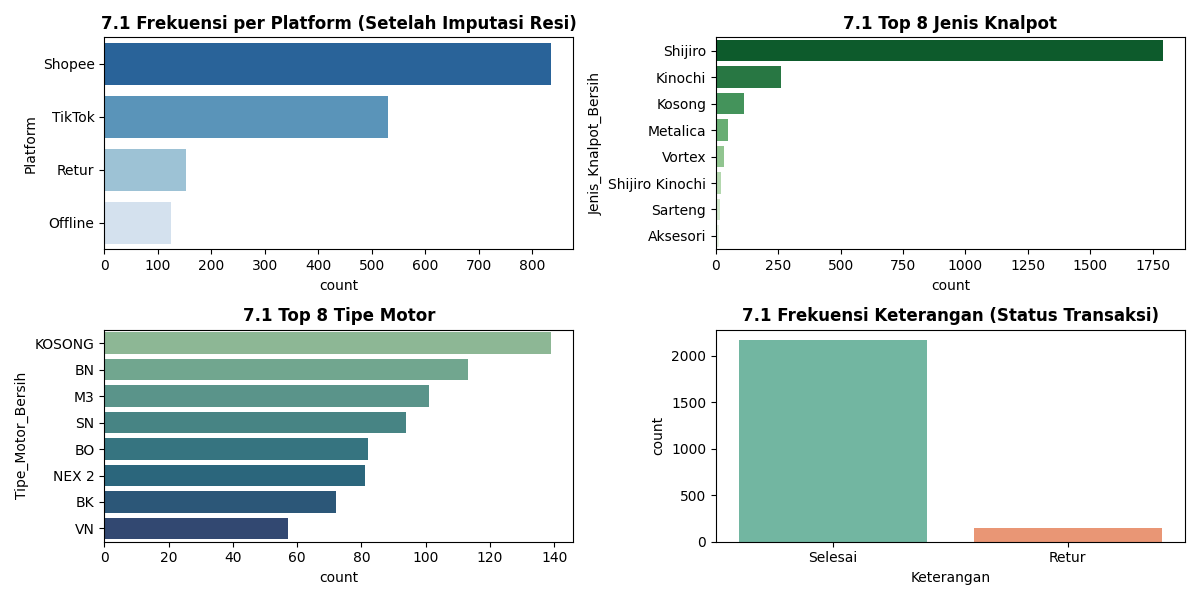 7.1 Frekuensi per Platform (Setelah Imputasi Resi)
Platform
Shopee
TikTok
Retur
Offline
0 100 200 300 400 500 600 700 800
count
7.1 Top 8 Jenis Knalpot
Jenis_Knalpot_Bersih
Shijiro
Kinochi
Kosong
Metalica
Vortex
Shijiro Kinochi
Sarteng
Aksesori
0 250 500 750 1000 1250 1500 1750
count
7.1 Top 8 Tipe Motor
Tipe_Motor_Bersih
KOSONG
BN
M3
SN
BO
NEX 2
BK
VN
0 20 40 60 80 100 120 140
count
7.1 Frekuensi Keterangan (Status Transaksi)
count
2000
1500
1000
500
0
Selesai Retur
Keterangan